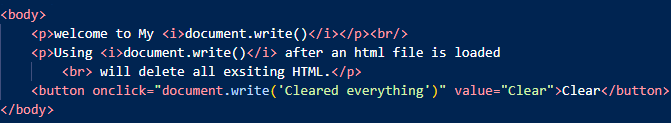 <body>
<p>welcome to My <i>document.write()</i></p><br/>
<p>Using <i>document.write()</i> after an html file is loaded
<br> will delete all exsiting HTML.</p>
<button onclick="document.write('Cleared everything')" value="Clear">Clear</button>
</body>